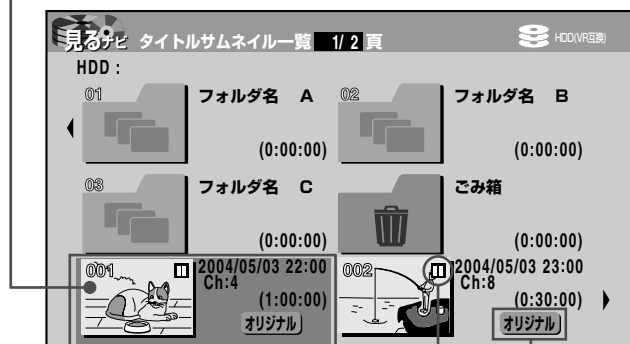 見るナビ タイトルサムネイル一覧 1/2 頁 HDD(VR互換)
HDD :
01 フォルダ名 A (0:00:00)
02 フォルダ名 B (0:00:00)
03 フォルダ名 C (0:00:00)
ごみ箱 (0:00:00)
001 2004/05/03 22:00
Ch:4
(1:00:00)
オリジナル
002 2004/05/03 23:00
Ch:8
(0:30:00)
オリジナル